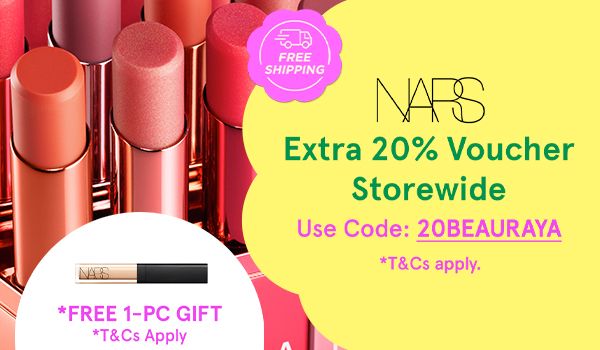 FREE
SHIPPING
NARS
Extra 20% Voucher
Storewide
Use Code: 20BEAURAYA
*T&Cs apply.
NARS
*FREE 1-PC GIFT
*T&Cs Apply
A